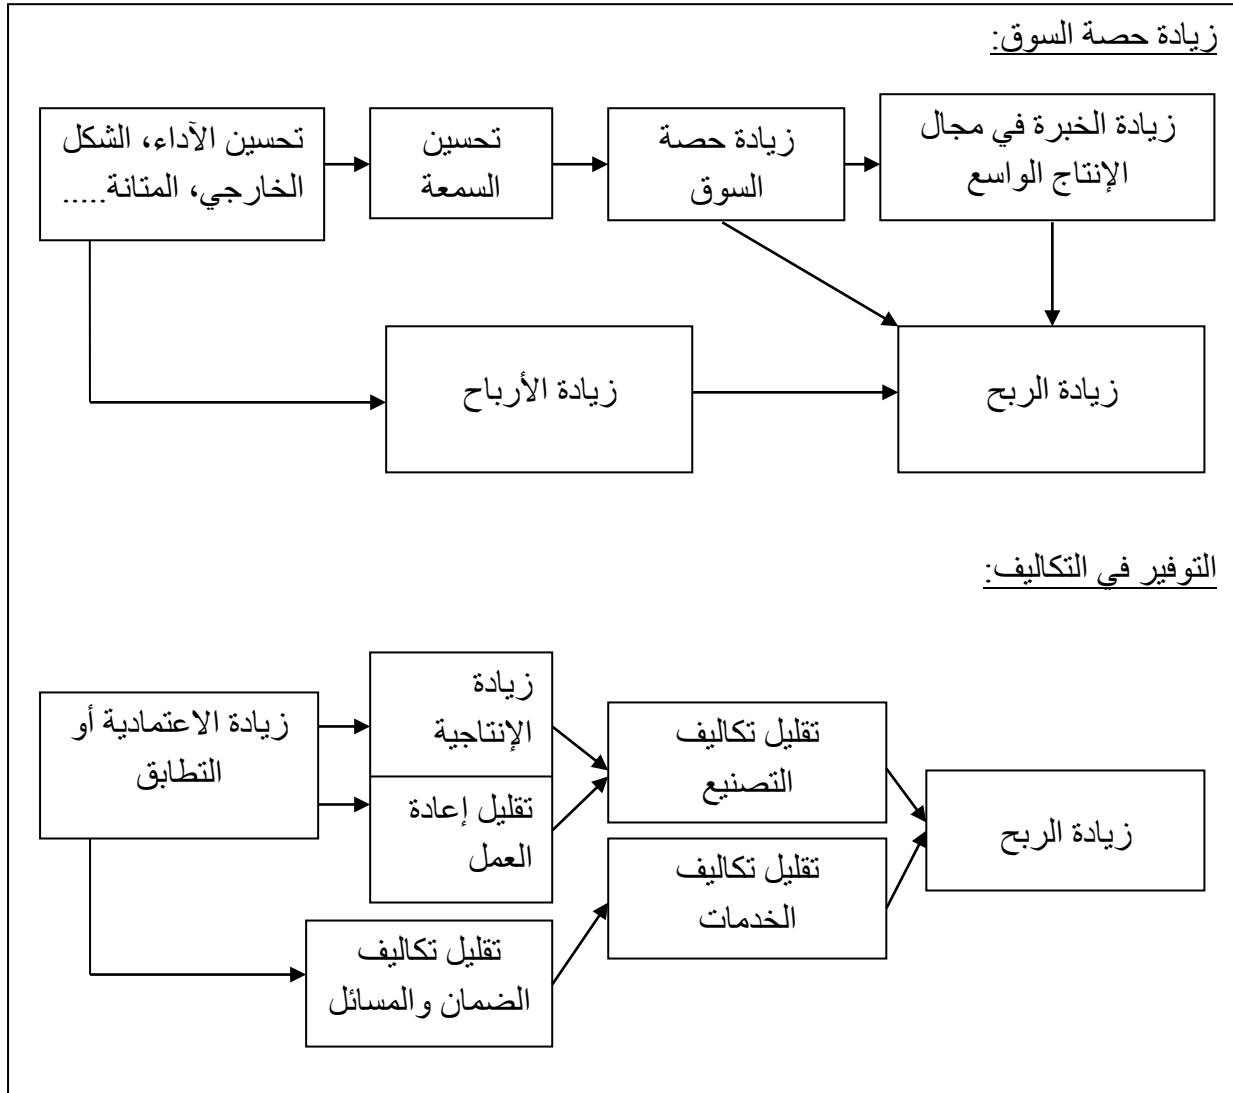 زيادة حصة السوق:
تحسين الآداء، الشكل
الخارجي، المتانة.....
تحسين
السمعة
زيادة حصة
السوق
زيادة الخبرة في مجال
الإنتاج الواسع
زيادة الأرباح
زيادة الربح
التوفير في التكاليف:
زيادة الاعتمادية أو
التطابق
زيادة
الإنتاجية
تقليل إعادة
العمل
تقليل تكاليف
الضمان والمسائل
تقليل تكاليف
التصنيع
تقليل تكاليف
الخدمات
زيادة الربح